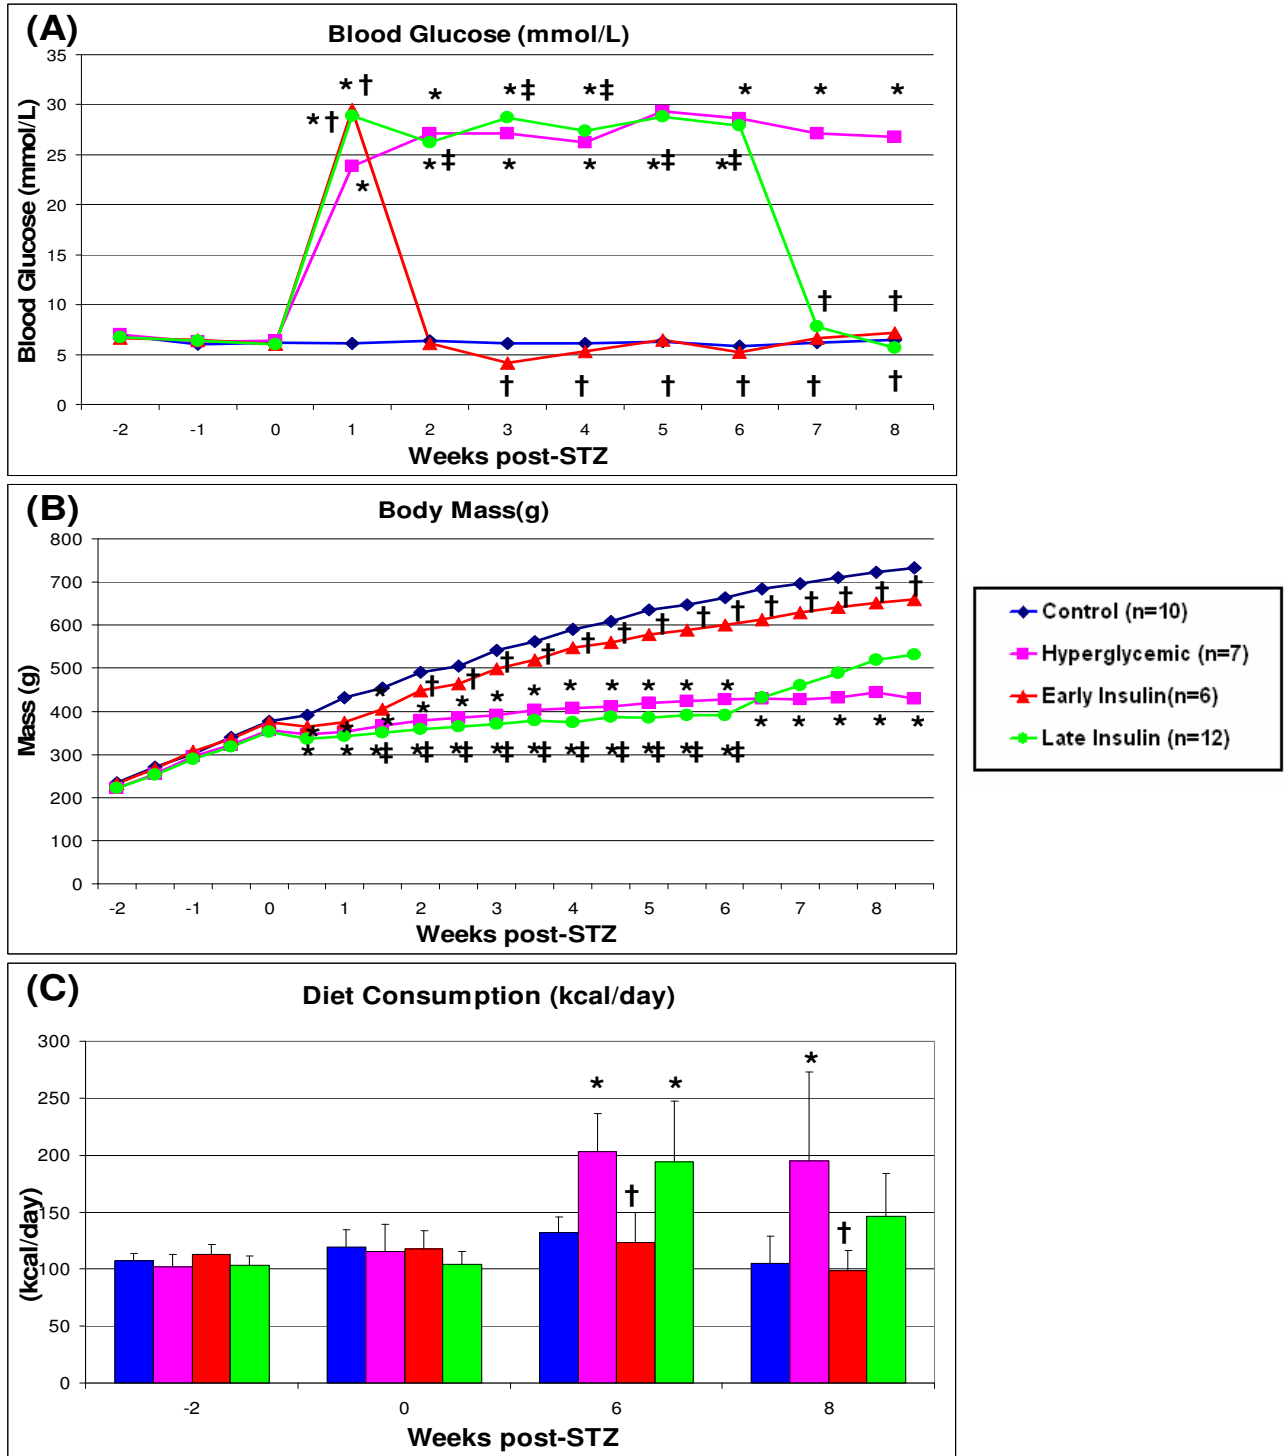 (A)
Blood Glucose (mmol/L)
Blood Glucose (mmol/L)
35
30
25
20
15
10
5
0
* †
* †
*
*
* ‡
* ‡
*
*
*
*
* ‡
*
*
* ‡
* ‡
†
†
†
†
†
†
†
†
-2 -1 0 1 2 3 4 5 6 7 8
Weeks post-STZ
(B)
Body Mass(g)
Mass (g)
800
700
600
500
400
300
200
100
0
† † † † † † † † † † † † † †
* * * * * * * * * * * *
* * * * * *
* * *‡ *‡ *‡ *‡ *‡ *‡ *‡ *‡ *‡ *‡ * * * * *
-2 -1 0 1 2 3 4 5 6 7 8
Weeks post-STZ
Control (n=10)
Hyperglycemic (n=7)
Early Insulin(n=6)
Late Insulin (n=12)
(C)
Diet Consumption (kcal/day)
(kcal/day)
300
250
200
150
100
50
0
* † * * †
-2 0 6 8
Weeks post-STZ